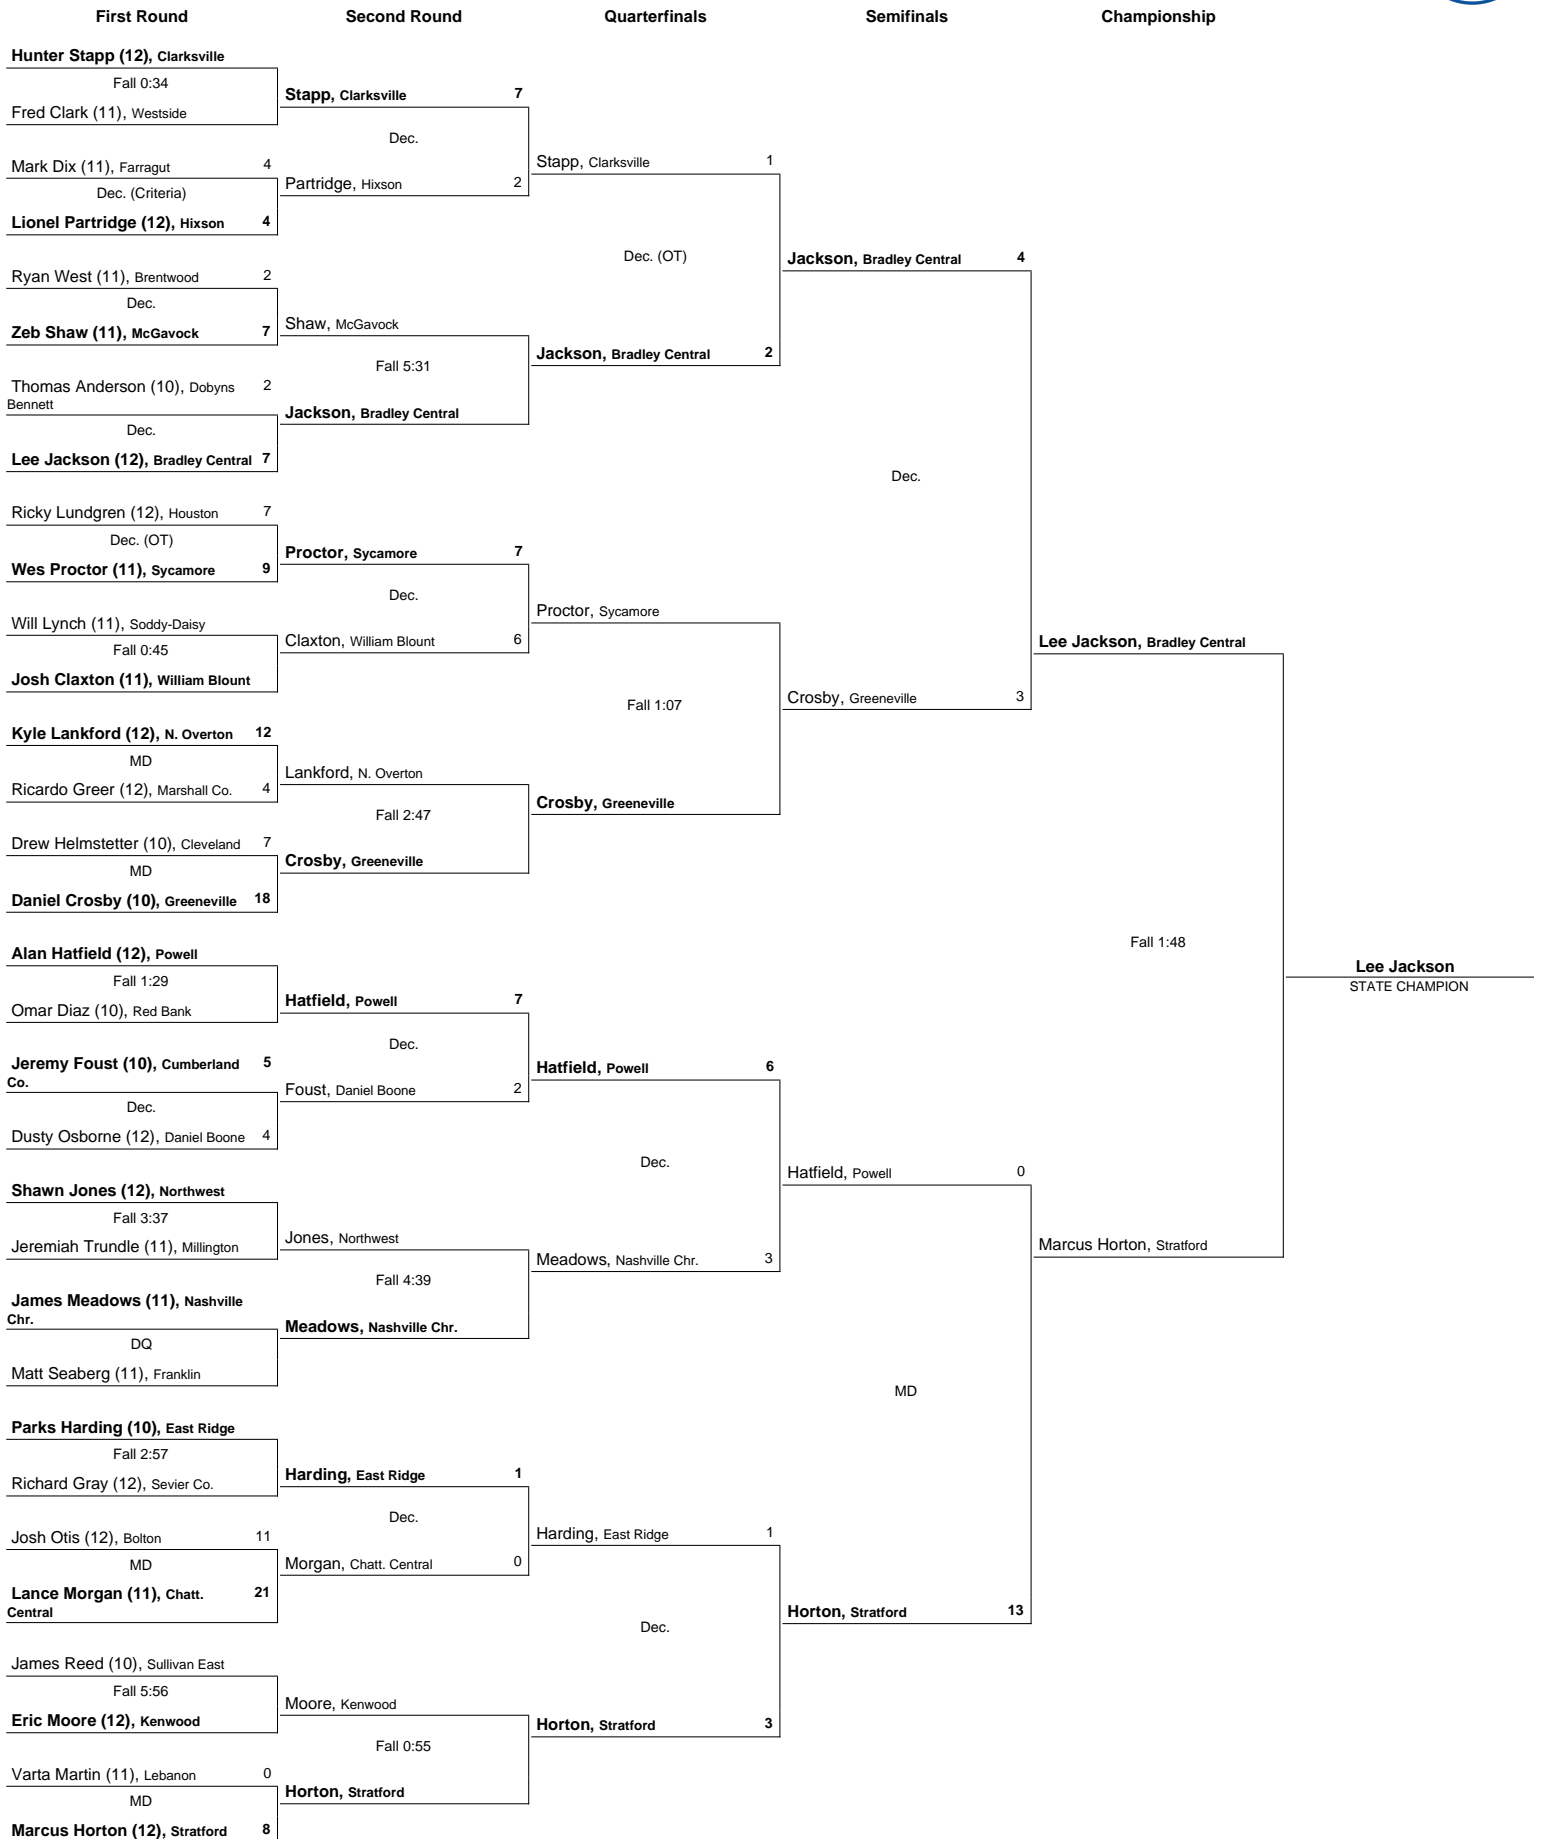 First Round Second Round Quarterfinals Semifinals Championship
Hunter Stapp (12), Clarksville
Fall 0:34
Fred Clark (11), Westside
Mark Dix (11), Farragut 4
Dec. (Criteria)
Lionel Partridge (12), Hixson 4
Ryan West (11), Brentwood 2
Dec.
Zeb Shaw (11), McGavock 7
Thomas Anderson (10), Dobyns 2
Bennett
Dec.
Lee Jackson (12), Bradley Central 7
Ricky Lundgren (12), Houston 7
Dec. (OT)
Wes Proctor (11), Sycamore 9
Will Lynch (11), Soddy-Daisy
Fall 0:45
Josh Claxton (11), William Blount
Kyle Lankford (12), N. Overton 12
MD
Ricardo Greer (12), Marshall Co. 4
Drew Helmstetter (10), Cleveland 7
MD
Daniel Crosby (10), Greeneville 18
Alan Hatfield (12), Powell
Fall 1:29
Omar Diaz (10), Red Bank
Jeremy Foust (10), Cumberland 5
Co.
Dec.
Dusty Osborne (12), Daniel Boone 4
Shawn Jones (12), Northwest
Fall 3:37
Jeremiah Trundle (11), Millington
James Meadows (11), Nashville
Chr.
DQ
Matt Seaberg (11), Franklin
Parks Harding (10), East Ridge
Fall 2:57
Richard Gray (12), Sevier Co.
Josh Otis (12), Bolton 11
MD
Lance Morgan (11), Chatt. 21
Central
James Reed (10), Sullivan East
Fall 5:56
Eric Moore (12), Kenwood
Varta Martin (11), Lebanon 0
MD
Marcus Horton (12), Stratford 8
Stapp, Clarksville 7
Dec.
Partridge, Hixson 2
Shaw, McGavock
Fall 5:31
Jackson, Bradley Central
Proctor, Sycamore 7
Dec.
Claxton, William Blount 6
Lankford, N. Overton
Fall 2:47
Crosby, Greeneville
Hatfield, Powell 7
Dec.
Foust, Daniel Boone 2
Jones, Northwest
Fall 4:39
Meadows, Nashville Chr.
Harding, East Ridge 1
Dec.
Morgan, Chatt. Central 0
Moore, Kenwood
Fall 0:55
Horton, Stratford
Stapp, Clarksville 1
Dec. (OT)
Jackson, Bradley Central 2
Proctor, Sycamore
Fall 1:07
Crosby, Greeneville
Hatfield, Powell 6
Dec.
Meadows, Nashville Chr. 3
Harding, East Ridge 1
Dec.
Horton, Stratford 3
Jackson, Bradley Central 4
Dec.
Crosby, Greeneville 3
Hatfield, Powell 0
MD
Horton, Stratford 13
Lee Jackson, Bradley Central
Fall 1:48
Marcus Horton, Stratford
Lee Jackson
STATE CHAMPION